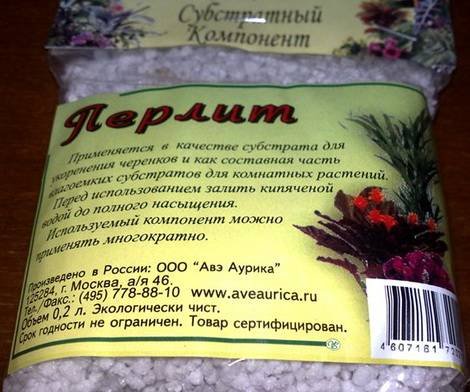 Субстратный
Компонент
Перлит
Применяется в качестве субстрата для
укоренения черенков и как составная часть
влагоемких субстратов для комнатных растений.
Перед использованием залить кипяченой
водой до полного насыщения.
Используемый компонент можно
применять многократно.
Произведено в России: ООО "Авэ Аурика"
125284, г. Москва, а/я 46.
Тел./Факс.: (495) 778-88-10 www.aveaurica.ru
Объем 0,2 л. Экологически чист.
Срок годности не ограничен. Товар сертифицирован.